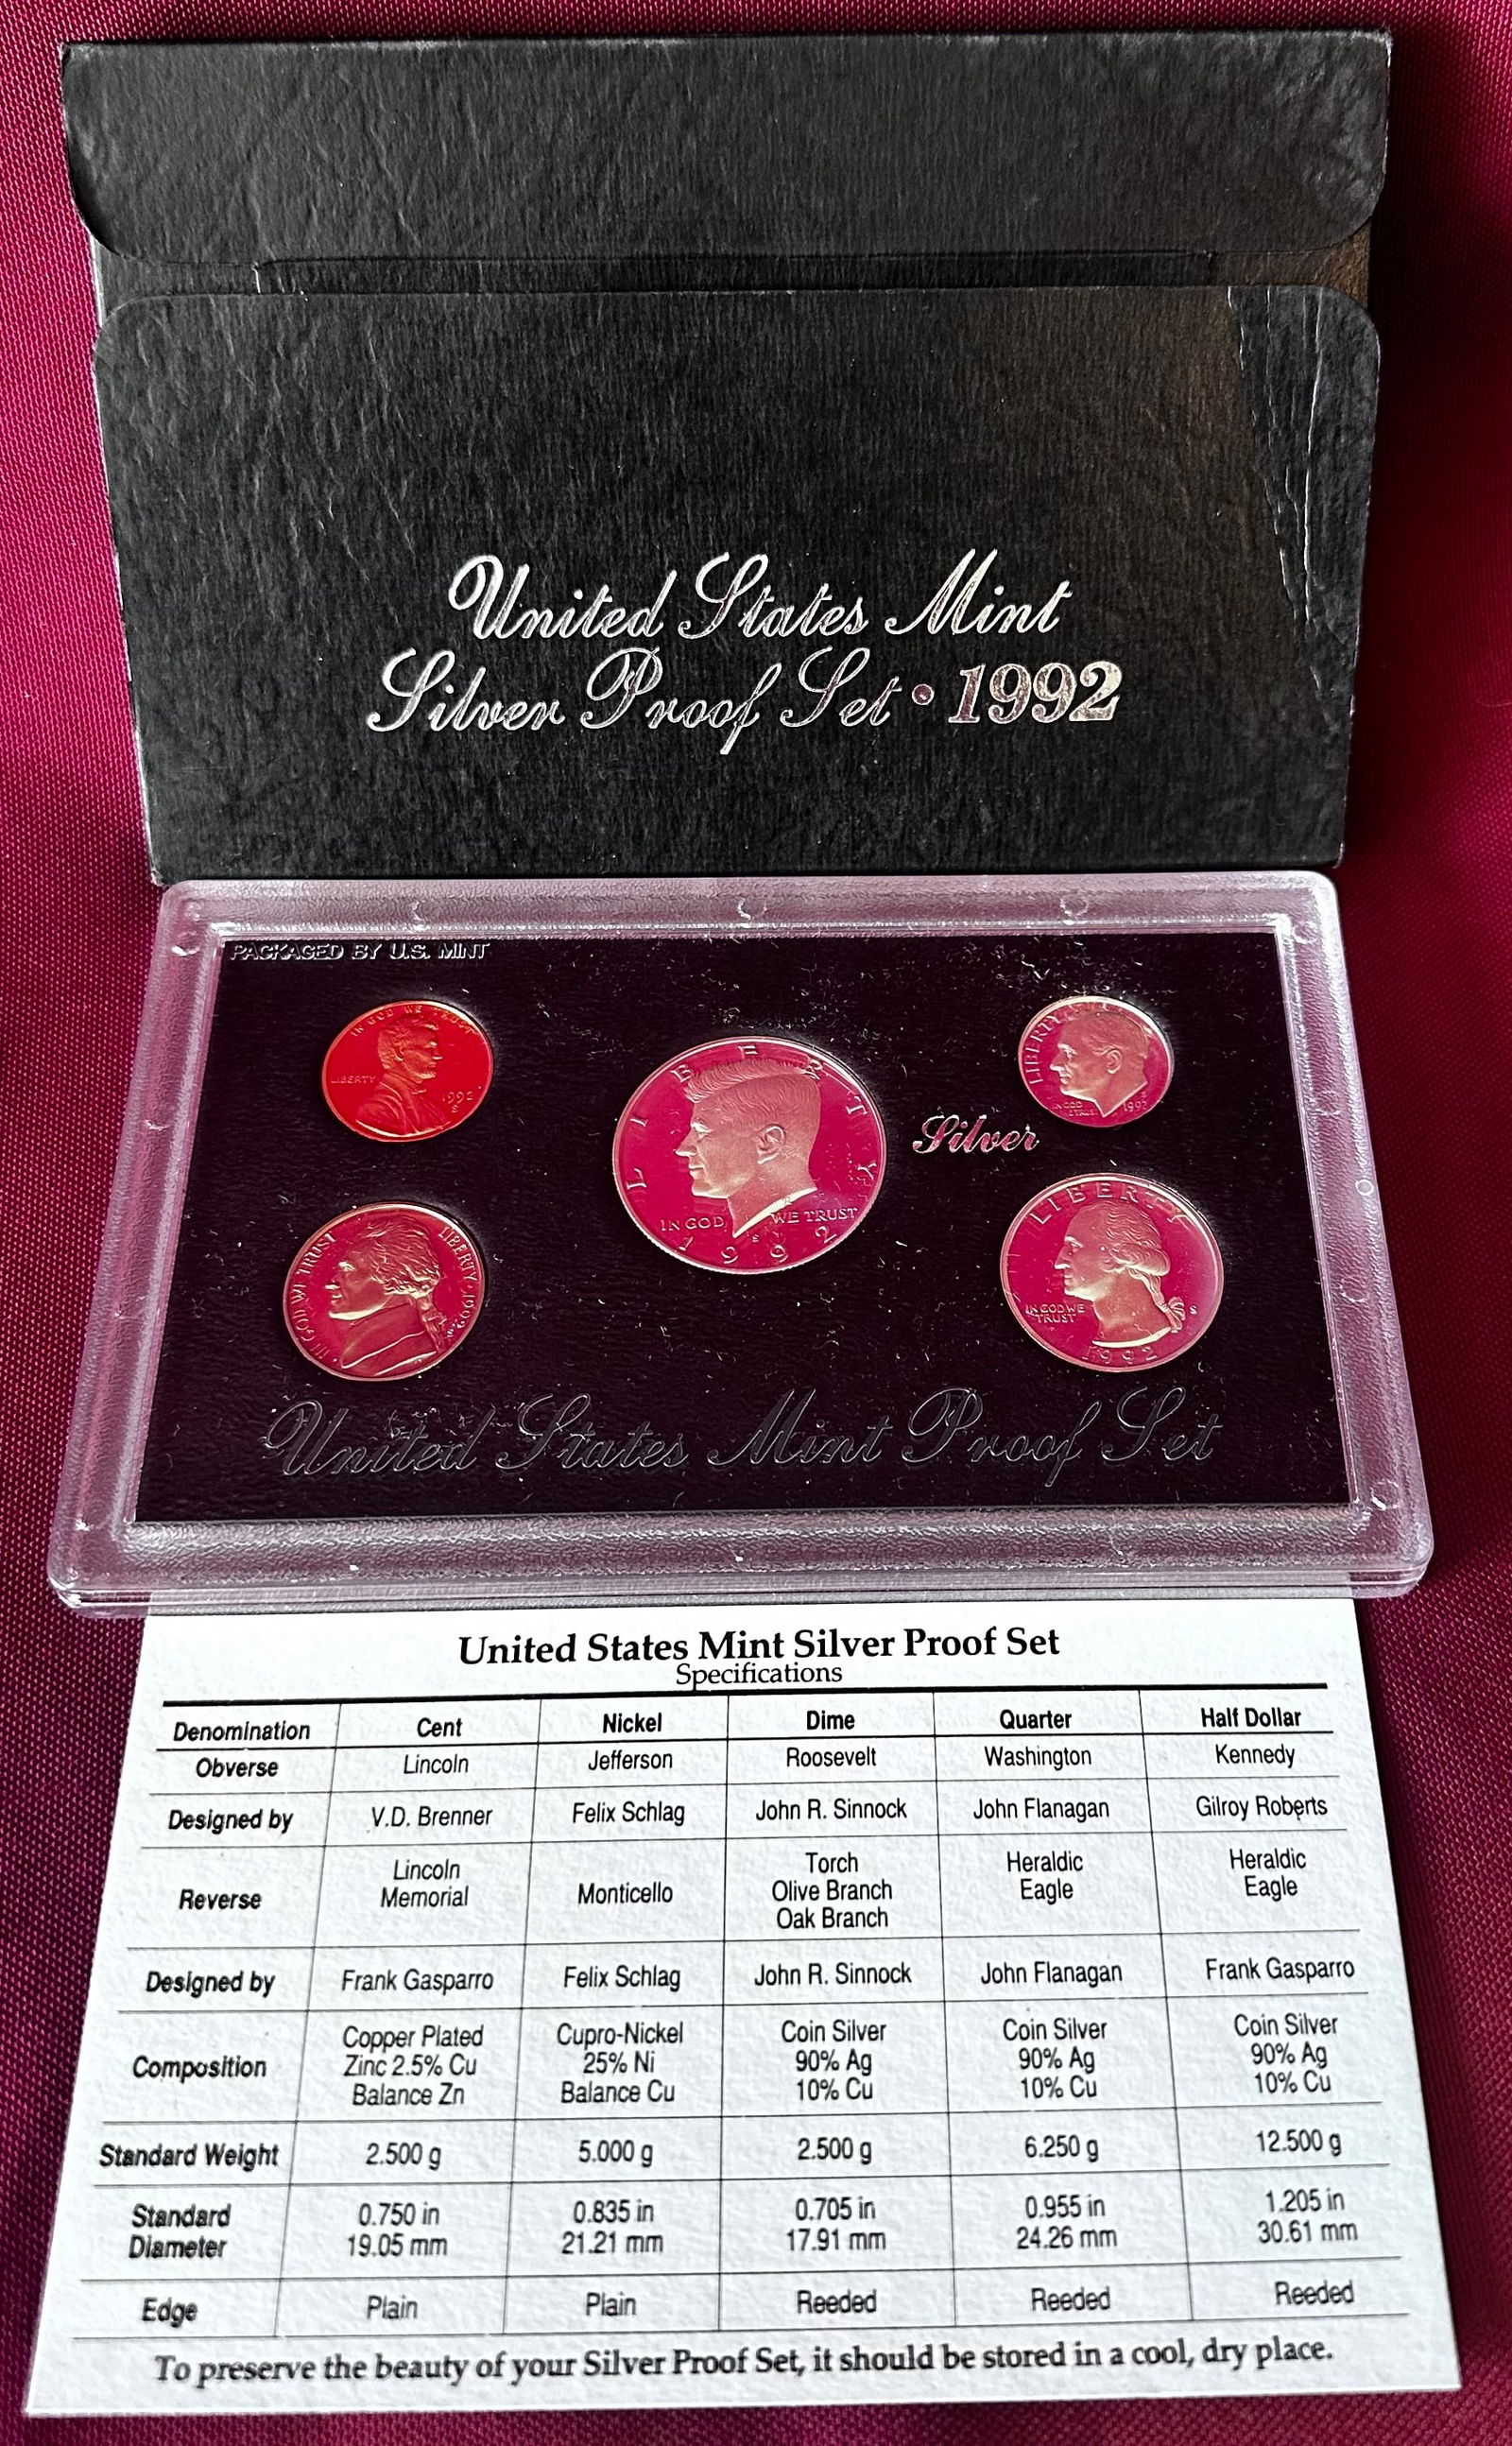 United States Mint
Silver Proof Set • 1992
PACKAGED BY U.S. MINT
IN GOD WE TRUST
LIBERTY
1992
S
LIBERTY
IN GOD WE TRUST
S
1992
Silver
LIBERTY
IN GOD
WE TRUST
1992
S
IN GOD WE TRUST
LIBERTY
1992
S
LIBERTY
IN GOD WE
TRUST
S
1992
United States Mint Proof Set
United States Mint Silver Proof Set
Specifications
Denomination Cent Nickel Dime Quarter Half Dollar
Obverse Lincoln Jefferson Roosevelt Washington Kennedy
Designed by V.D. Brenner Felix Schlag John R. Sinnock John Flanagan Gilroy Roberts
Reverse Lincoln Memorial Monticello Torch Olive Branch Oak Branch Heraldic Eagle Heraldic Eagle
Designed by Frank Gasparro Felix Schlag John R. Sinnock John Flanagan Frank Gasparro
Composition Copper Plated Zinc 2.5% Cu Balance Zn Cupro-Nickel 25% Ni Balance Cu Coin Silver 90% Ag 10% Cu Coin Silver 90% Ag 10% Cu Coin Silver 90% Ag 10% Cu
Standard Weight 2.500 g 5.000 g 2.500 g 6.250 g 12.500 g
Standard Diameter 0.750 in 19.05 mm 0.835 in 21.21 mm 0.705 in 17.91 mm 0.955 in 24.26 mm 1.205 in 30.61 mm
Edge Plain Plain Reeded Reeded Reeded
To preserve the beauty of your Silver Proof Set, it should be stored in a cool, dry place.